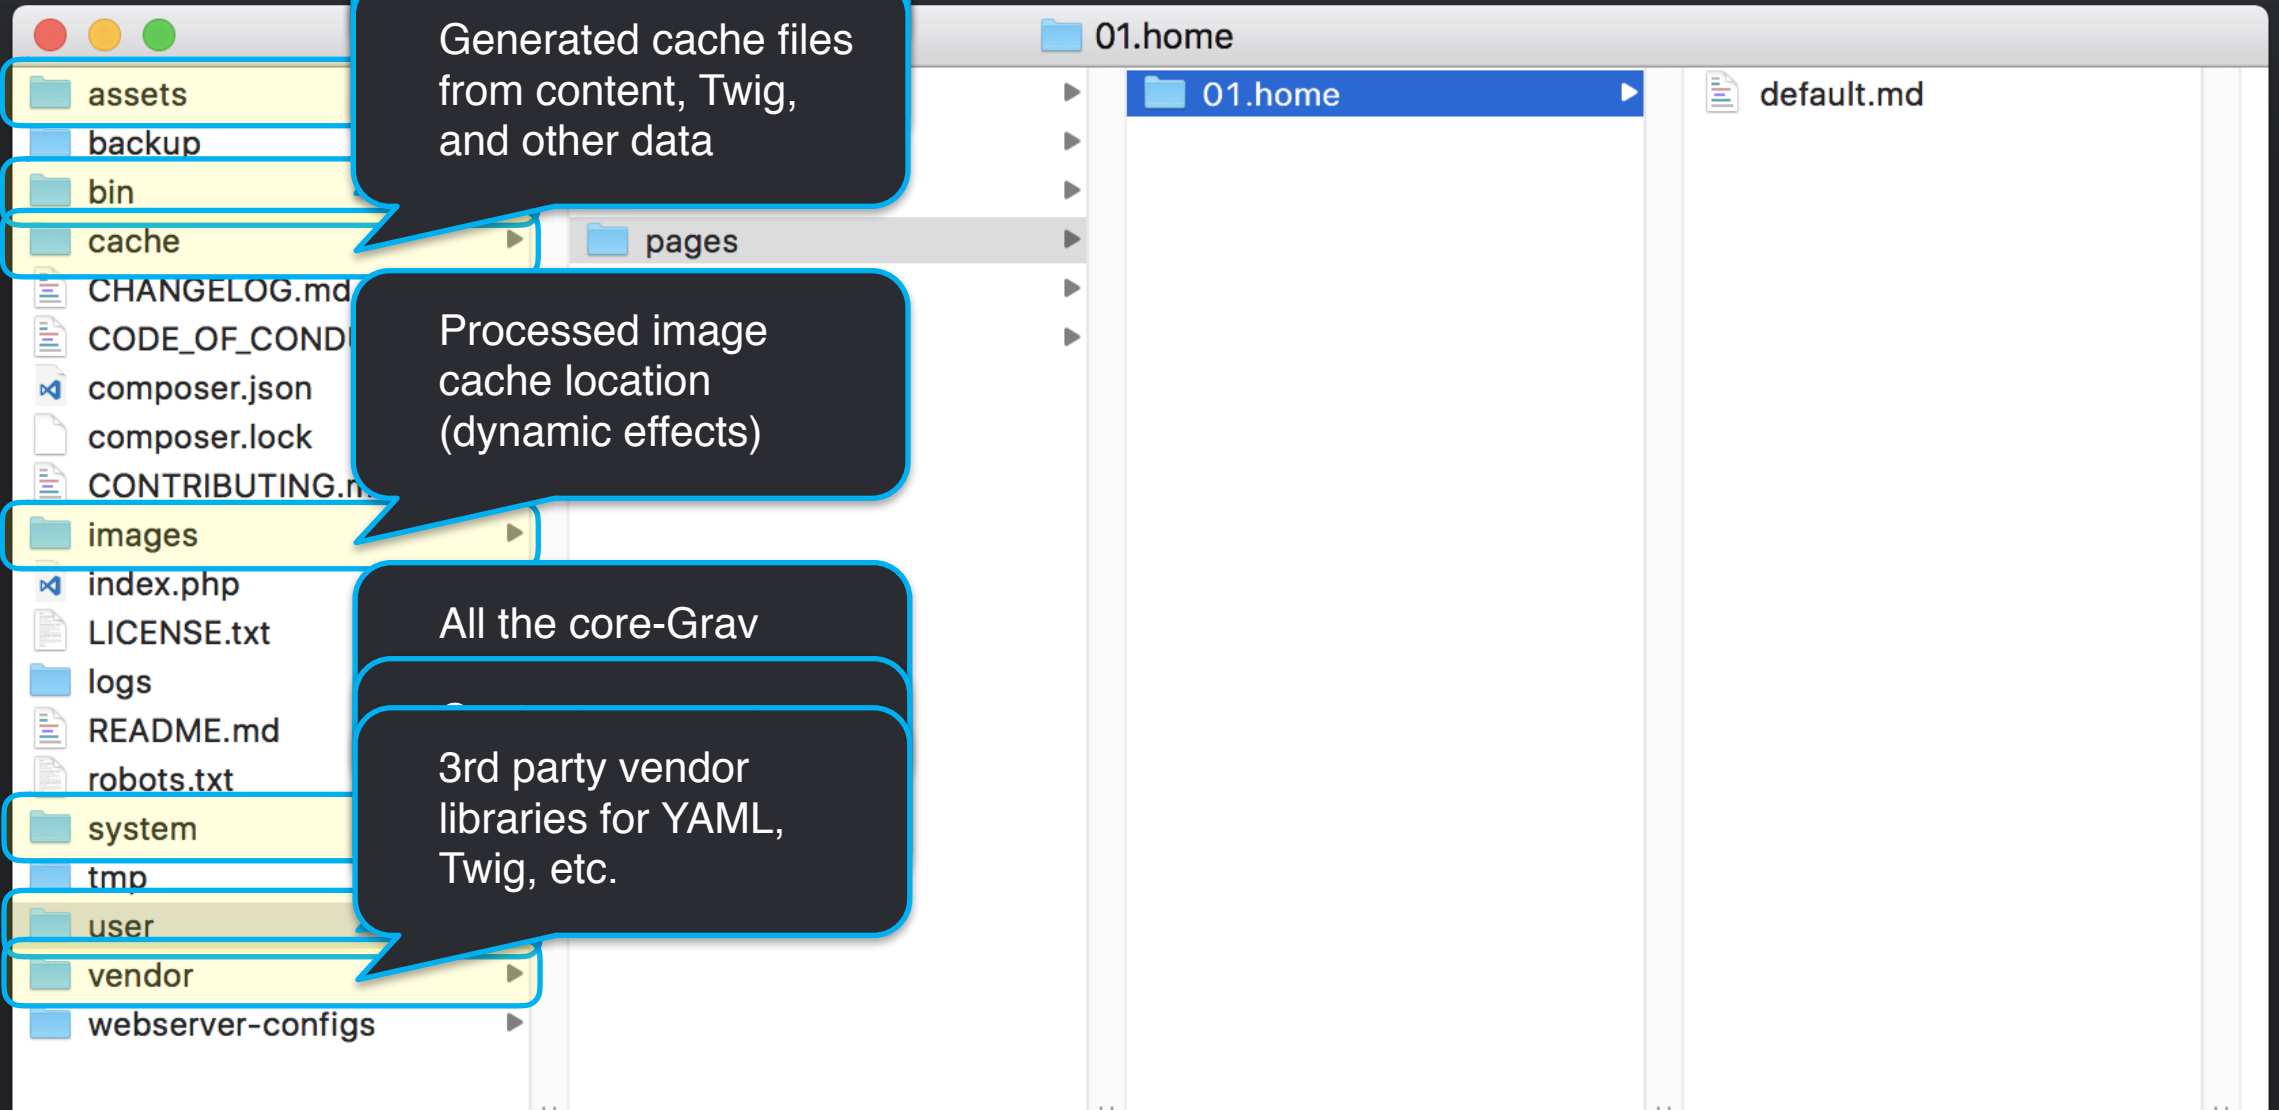 01.home
assets
backup
bin
cache
CHANGELOG.md
CODE_OF_COND
composer.json
composer.lock
CONTRIBUTING.
images
index.php
LICENSE.txt
logs
README.md
robots.txt
system
tmp
user
vendor
webserver-configs
Generated cache files
from content, Twig,
and other data
Processed image
cache location
(dynamic effects)
All the core-Grav
3rd party vendor
libraries for YAML,
Twig, etc.
pages
01.home
default.md